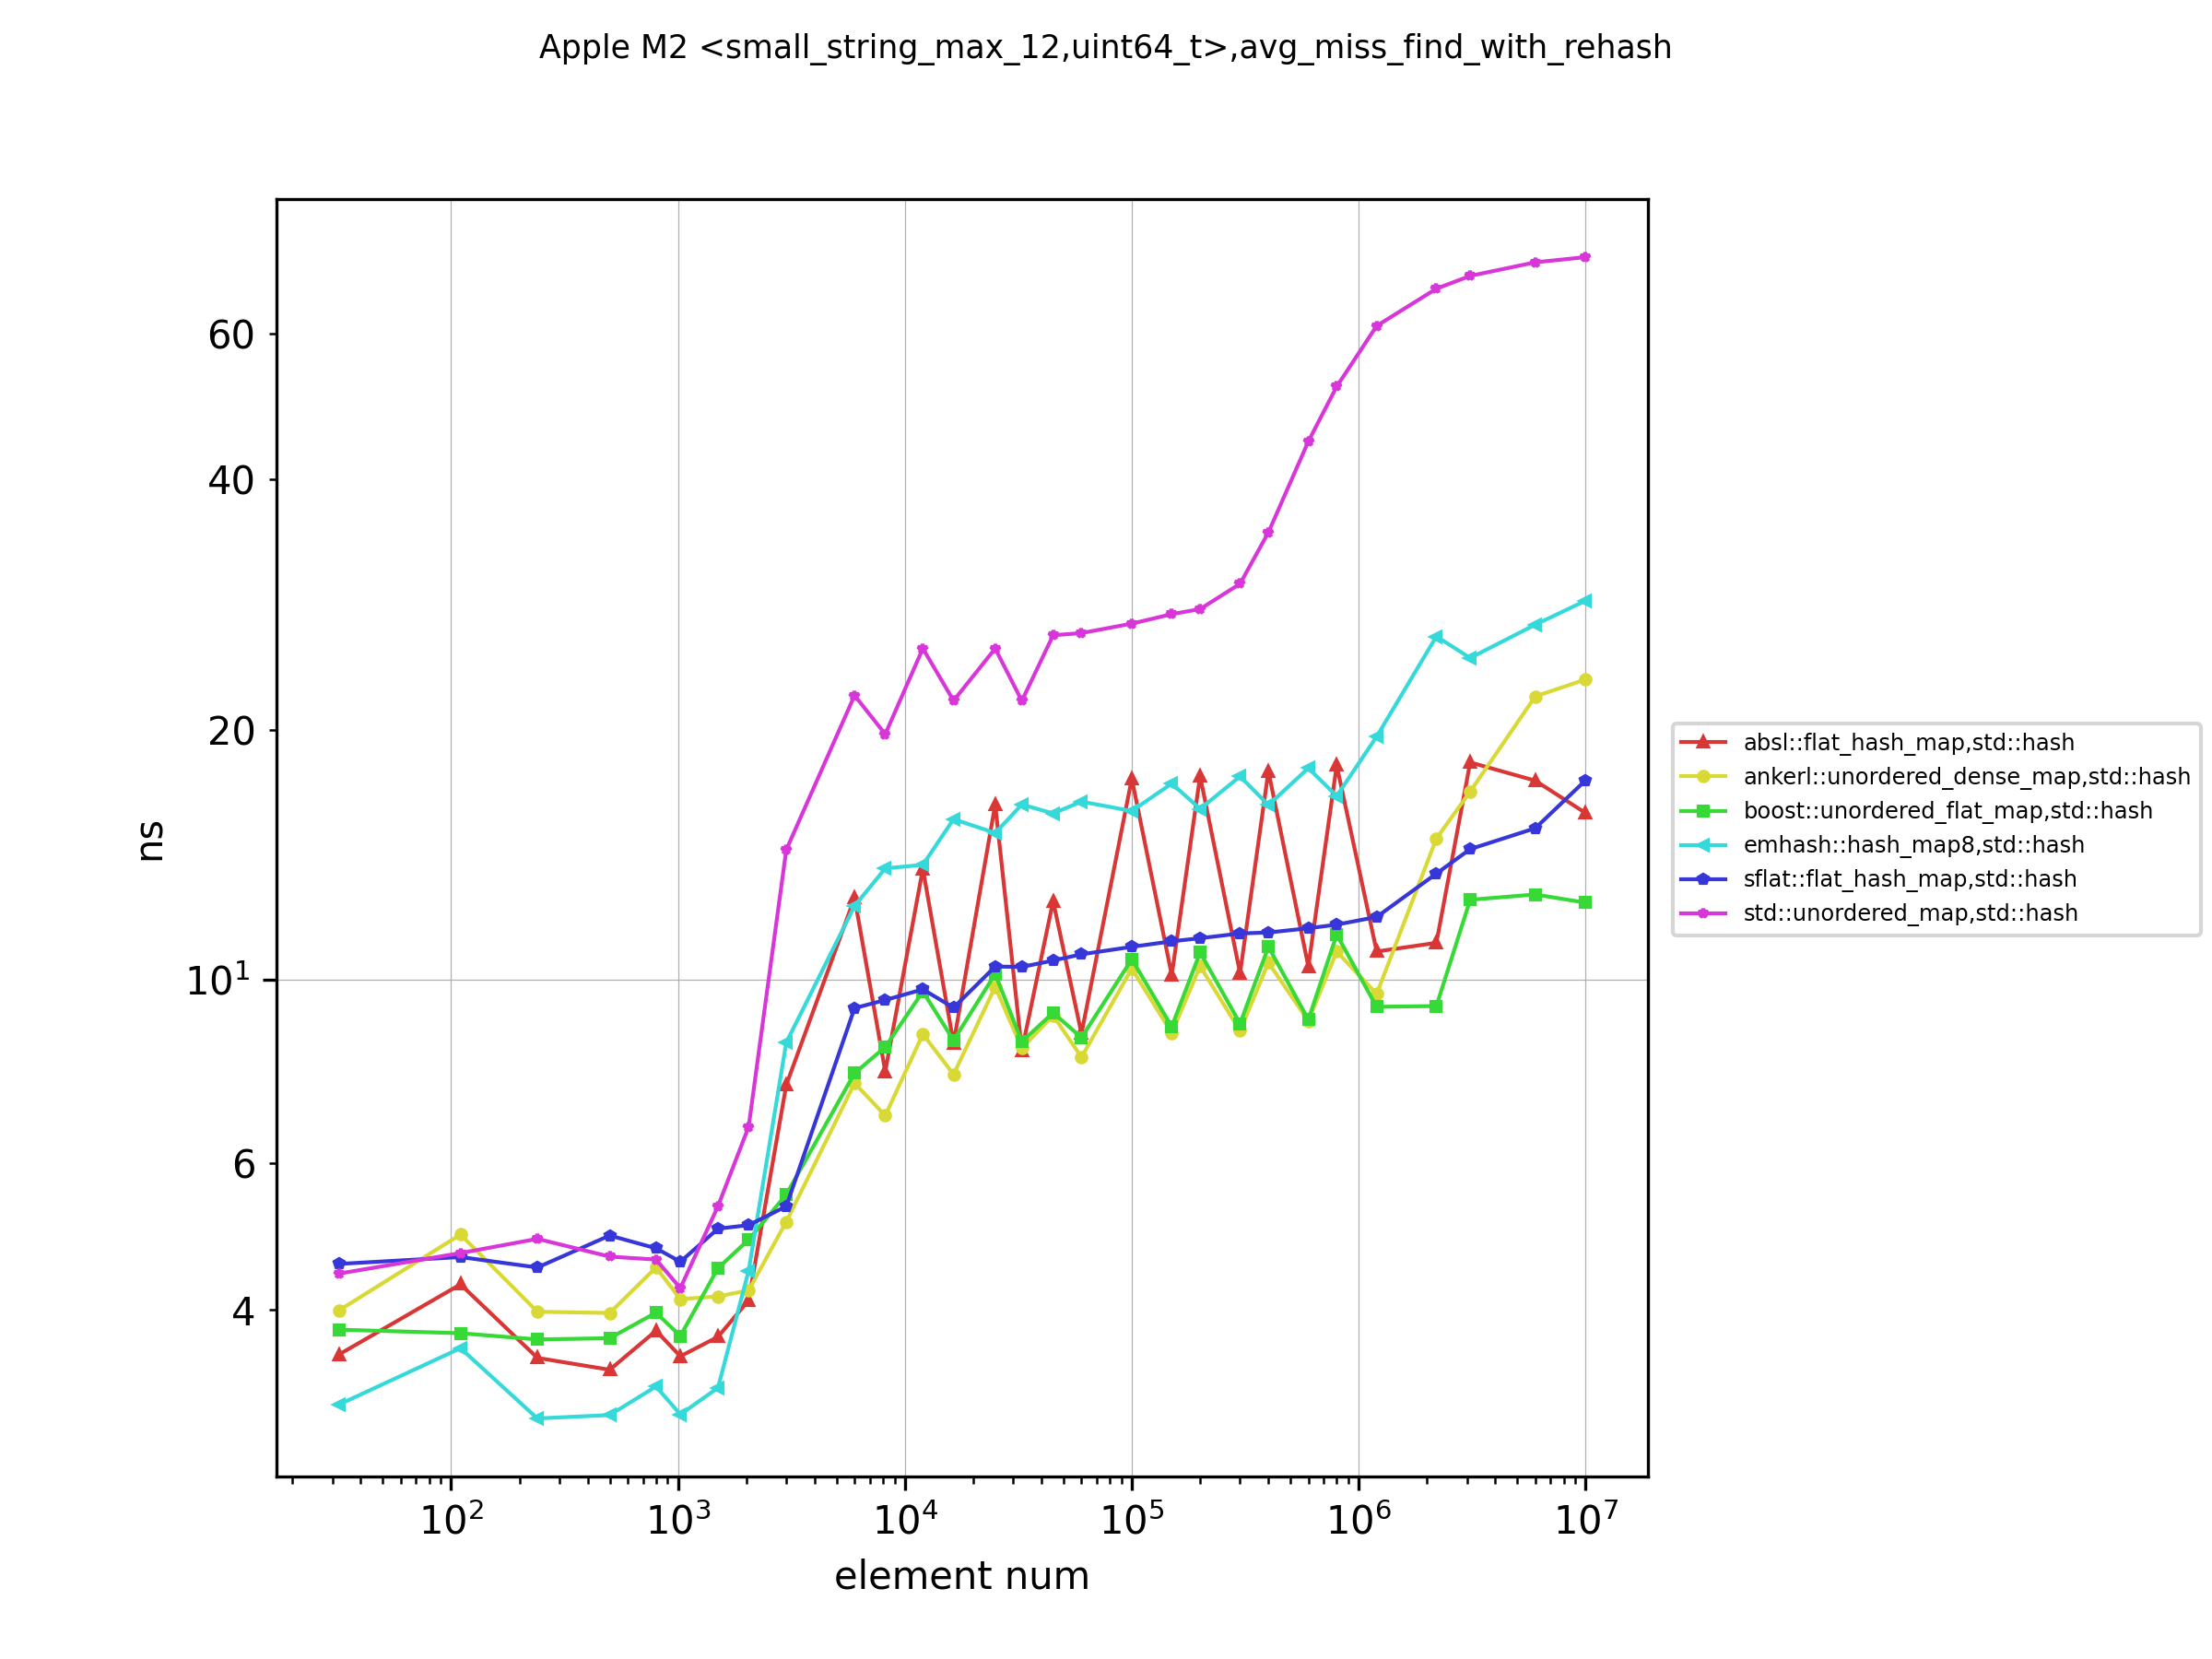 Apple M2 <small_string_max_12,uint64_t>,avg_miss_find_with_rehash
60
40
20
10¹
6
4
ns
10² 10³ 10⁴ 10⁵ 10⁶ 10⁷
element num
absl::flat_hash_map,std::hash
ankerl::unordered_dense_map,std::hash
boost::unordered_flat_map,std::hash
emhash::hash_map8,std::hash
sflat::flat_hash_map,std::hash
std::unordered_map,std::hash